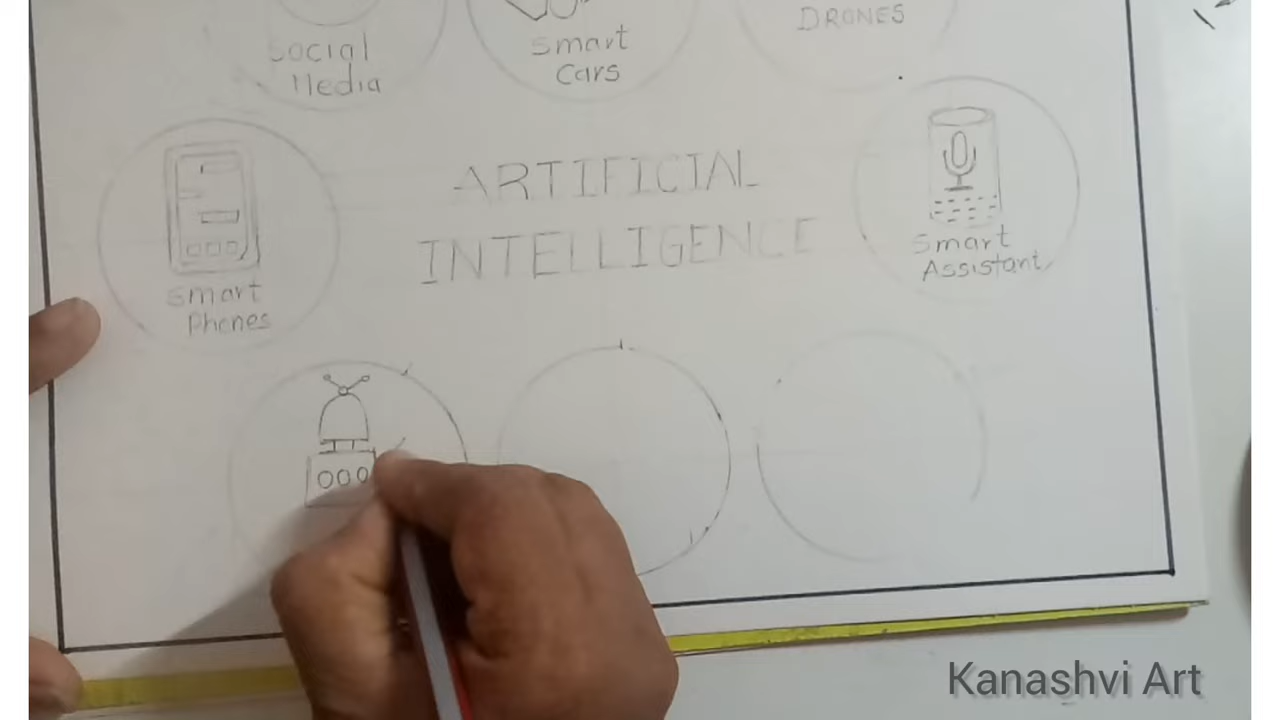 Social
Media
Smart
Cars
DRONES
Smart
Phones
ARTIFICIAL
INTELLIGENCE
Smart
Assistant
Kanashvi Art